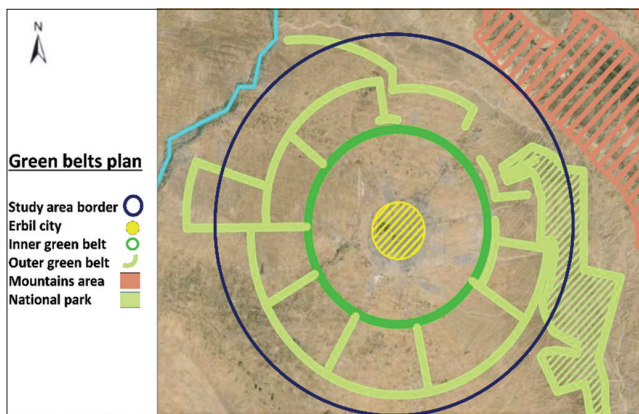 N
Green belts plan
Study area border
Erbil city
Inner green belt
Outer green belt
Mountains area
National park